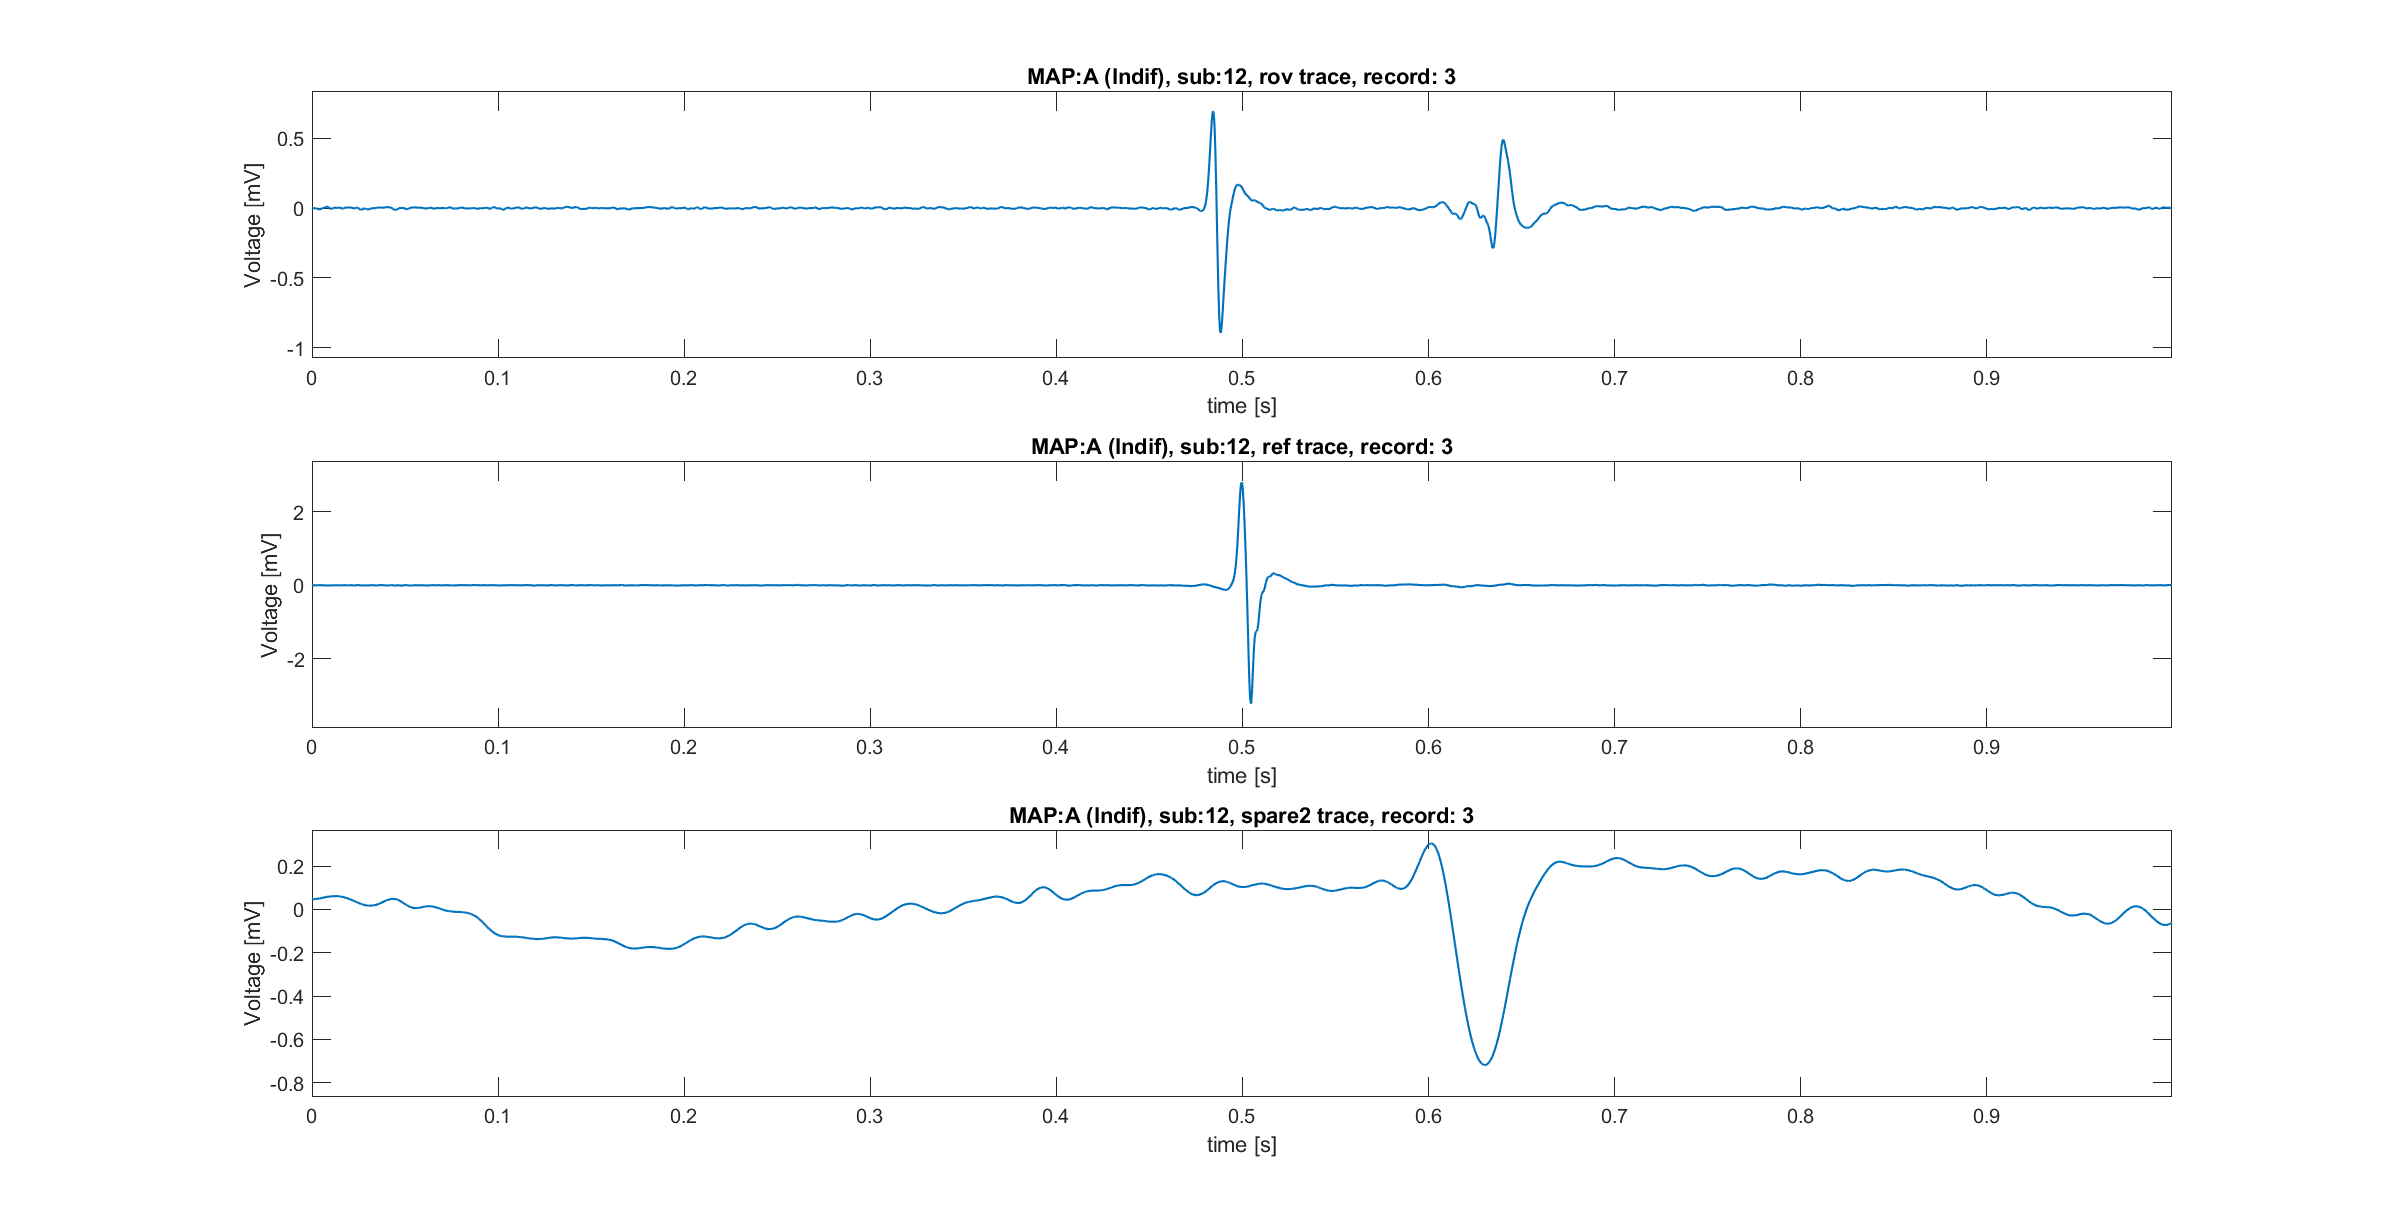 MAP:A (Indif), sub:12, rov trace, record: 3
0.5
0
-0.5
-1
Voltage [mV]
0 0.1 0.2 0.3 0.4 0.5 0.6 0.7 0.8 0.9
time [s]
MAP:A (Indif), sub:12, ref trace, record: 3
2
0
-2
Voltage [mV]
0 0.1 0.2 0.3 0.4 0.5 0.6 0.7 0.8 0.9
time [s]
MAP:A (Indif), sub:12, spare2 trace, record: 3
0.2
0
-0.2
-0.4
-0.6
-0.8
Voltage [mV]
0 0.1 0.2 0.3 0.4 0.5 0.6 0.7 0.8 0.9
time [s]